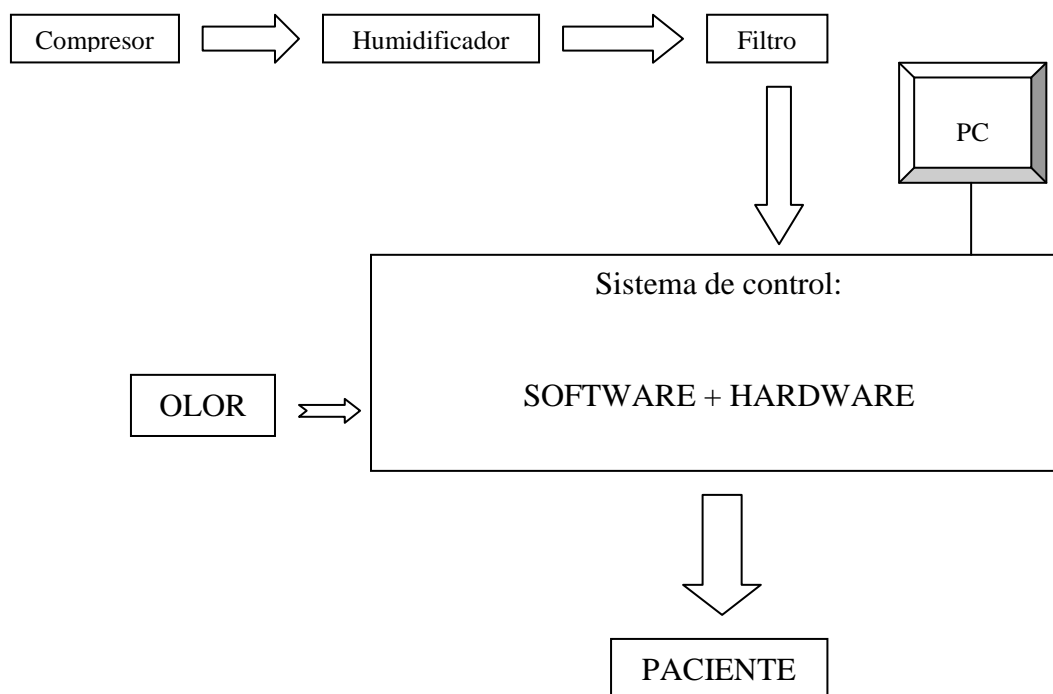 Compresor
Humidificador
Filtro
PC
Sistema de control:
SOFTWARE + HARDWARE
OLOR
PACIENTE